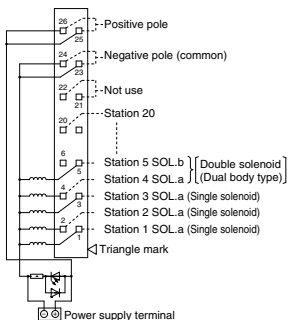 26 Positive pole
25
24 Negative pole (common)
23
22 Not use
21
20 Station 20
6
5 Station 5 SOL.b Double solenoid
4 Station 4 SOL.a (Dual body type)
3 Station 3 SOL.a (Single solenoid)
2 Station 2 SOL.a (Single solenoid)
1 Station 1 SOL.a (Single solenoid)
Triangle mark
⊖ ⊕ Power supply terminal